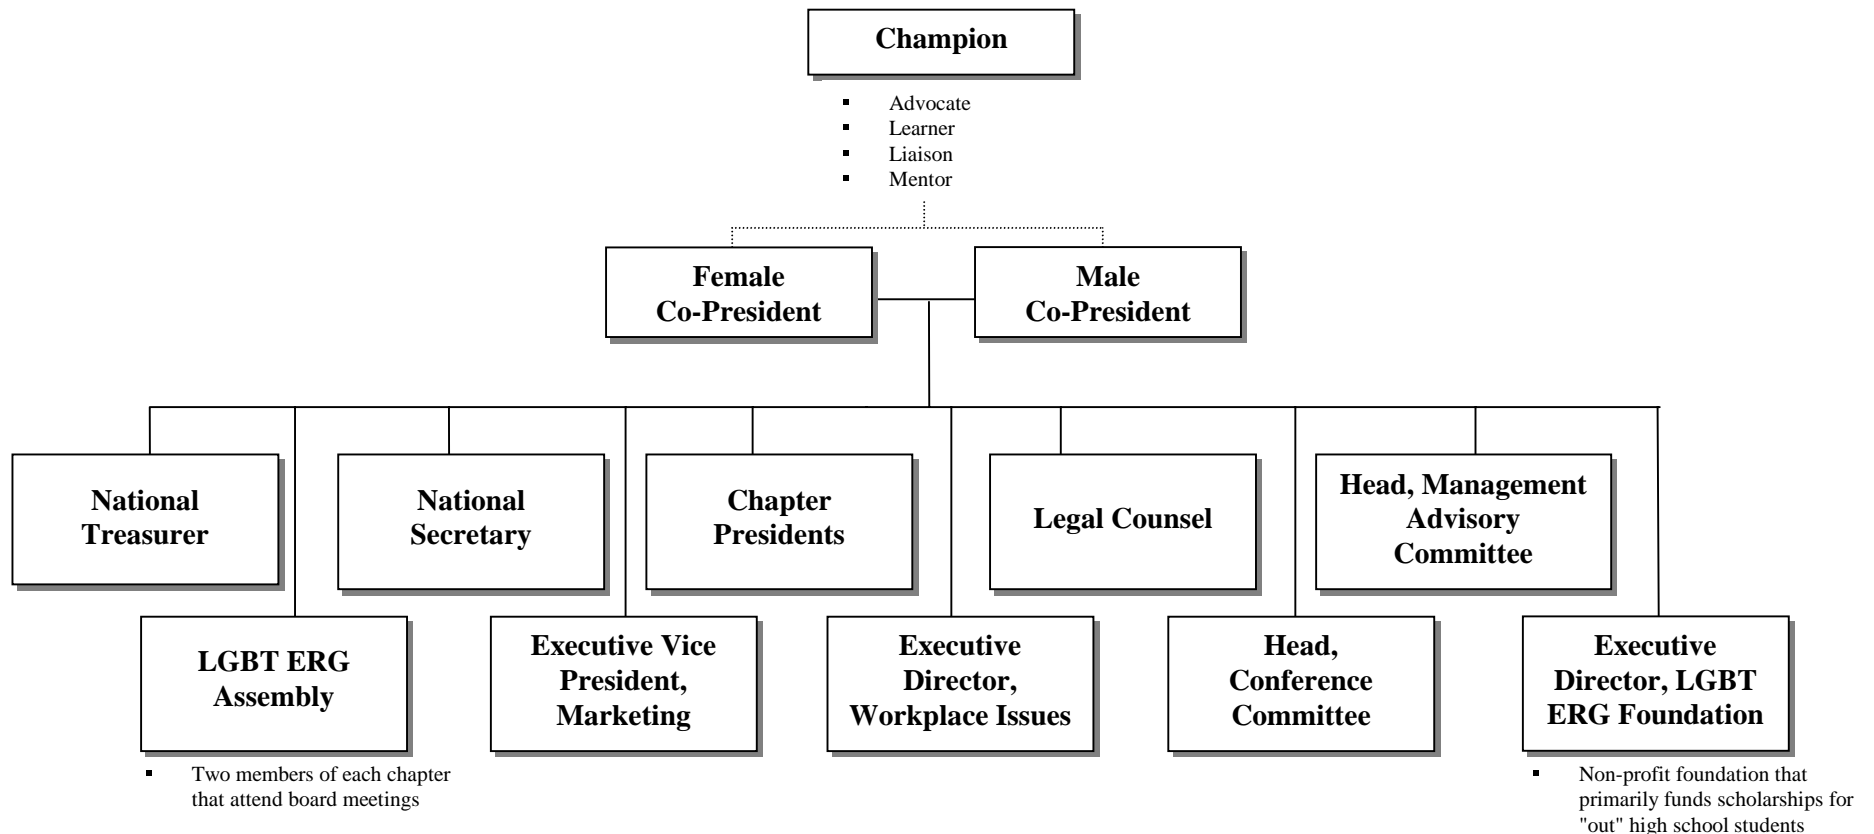 Champion
▪ Advocate
▪ Learner
▪ Liaison
▪ Mentor
Female
Co-President
Male
Co-President
National
Treasurer
National
Secretary
Chapter
Presidents
Legal Counsel
Head, Management
Advisory
Committee
LGBT ERG
Assembly
Executive Vice
President,
Marketing
Executive
Director,
Workplace Issues
Head,
Conference
Committee
Executive
Director, LGBT
ERG Foundation
▪ Two members of each chapter
that attend board meetings
▪ Non-profit foundation that
primarily funds scholarships for
"out" high school students